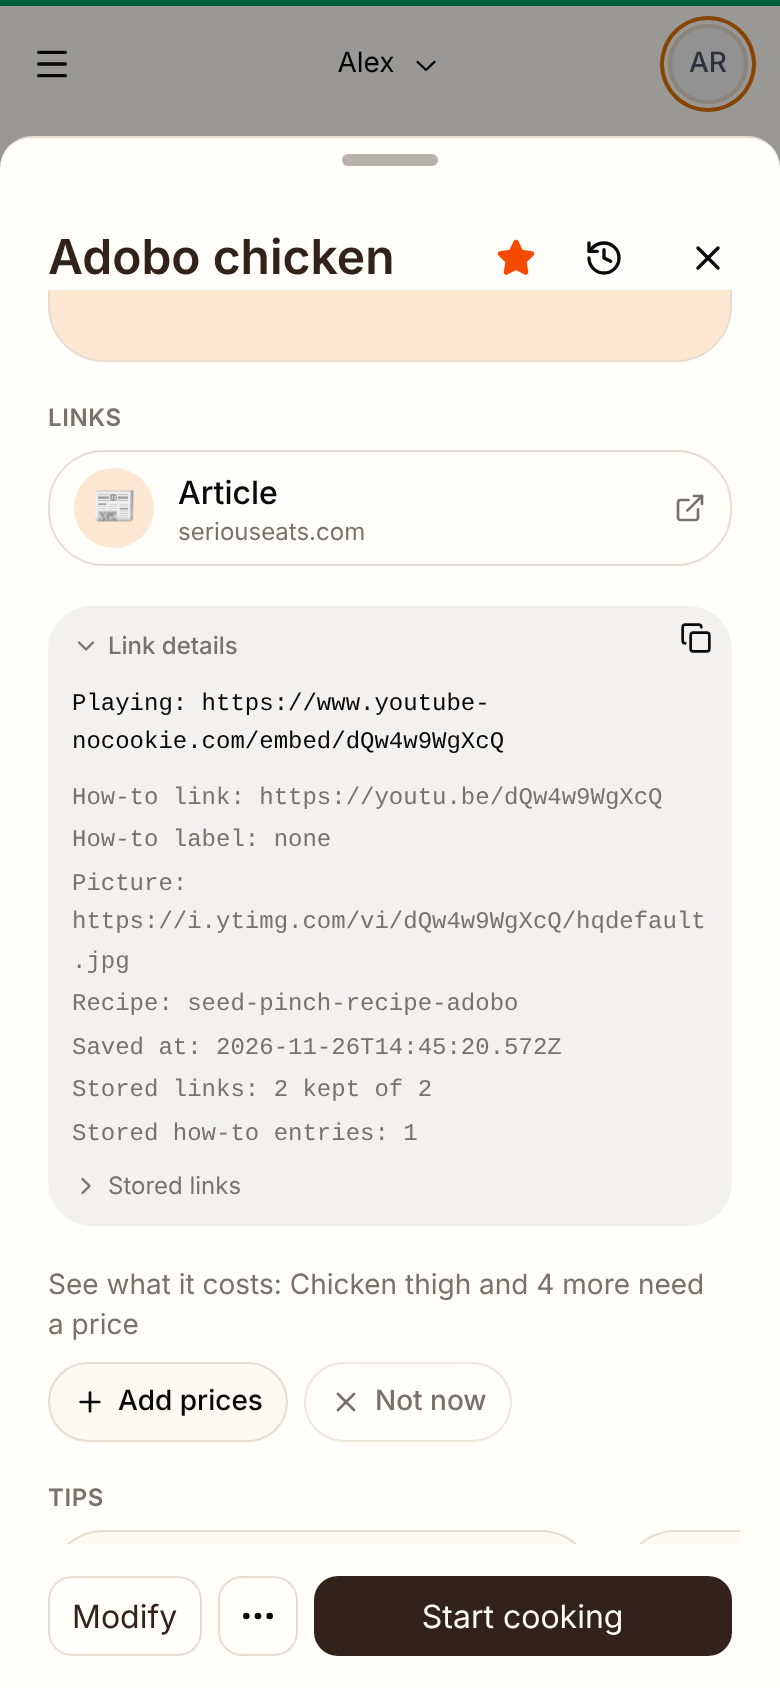 Alex
AR
Adobo chicken
LINKS
Article
seriouseats.com
Link details
Playing: https://www.youtube-
nocookie.com/embed/dQw4w9WgXcQ
How-to link: https://youtu.be/dQw4w9WgXcQ
How-to label: none
Picture:
https://i.ytimg.com/vi/dQw4w9WgXcQ/hqdefault
.jpg
Recipe: seed-pinch-recipe-adobo
Saved at: 2026-11-26T14:45:20.572Z
Stored links: 2 kept of 2
Stored how-to entries: 1
Stored links
See what it costs: Chicken thigh and 4 more need
a price
Add prices
Not now
TIPS
Modify
Start cooking